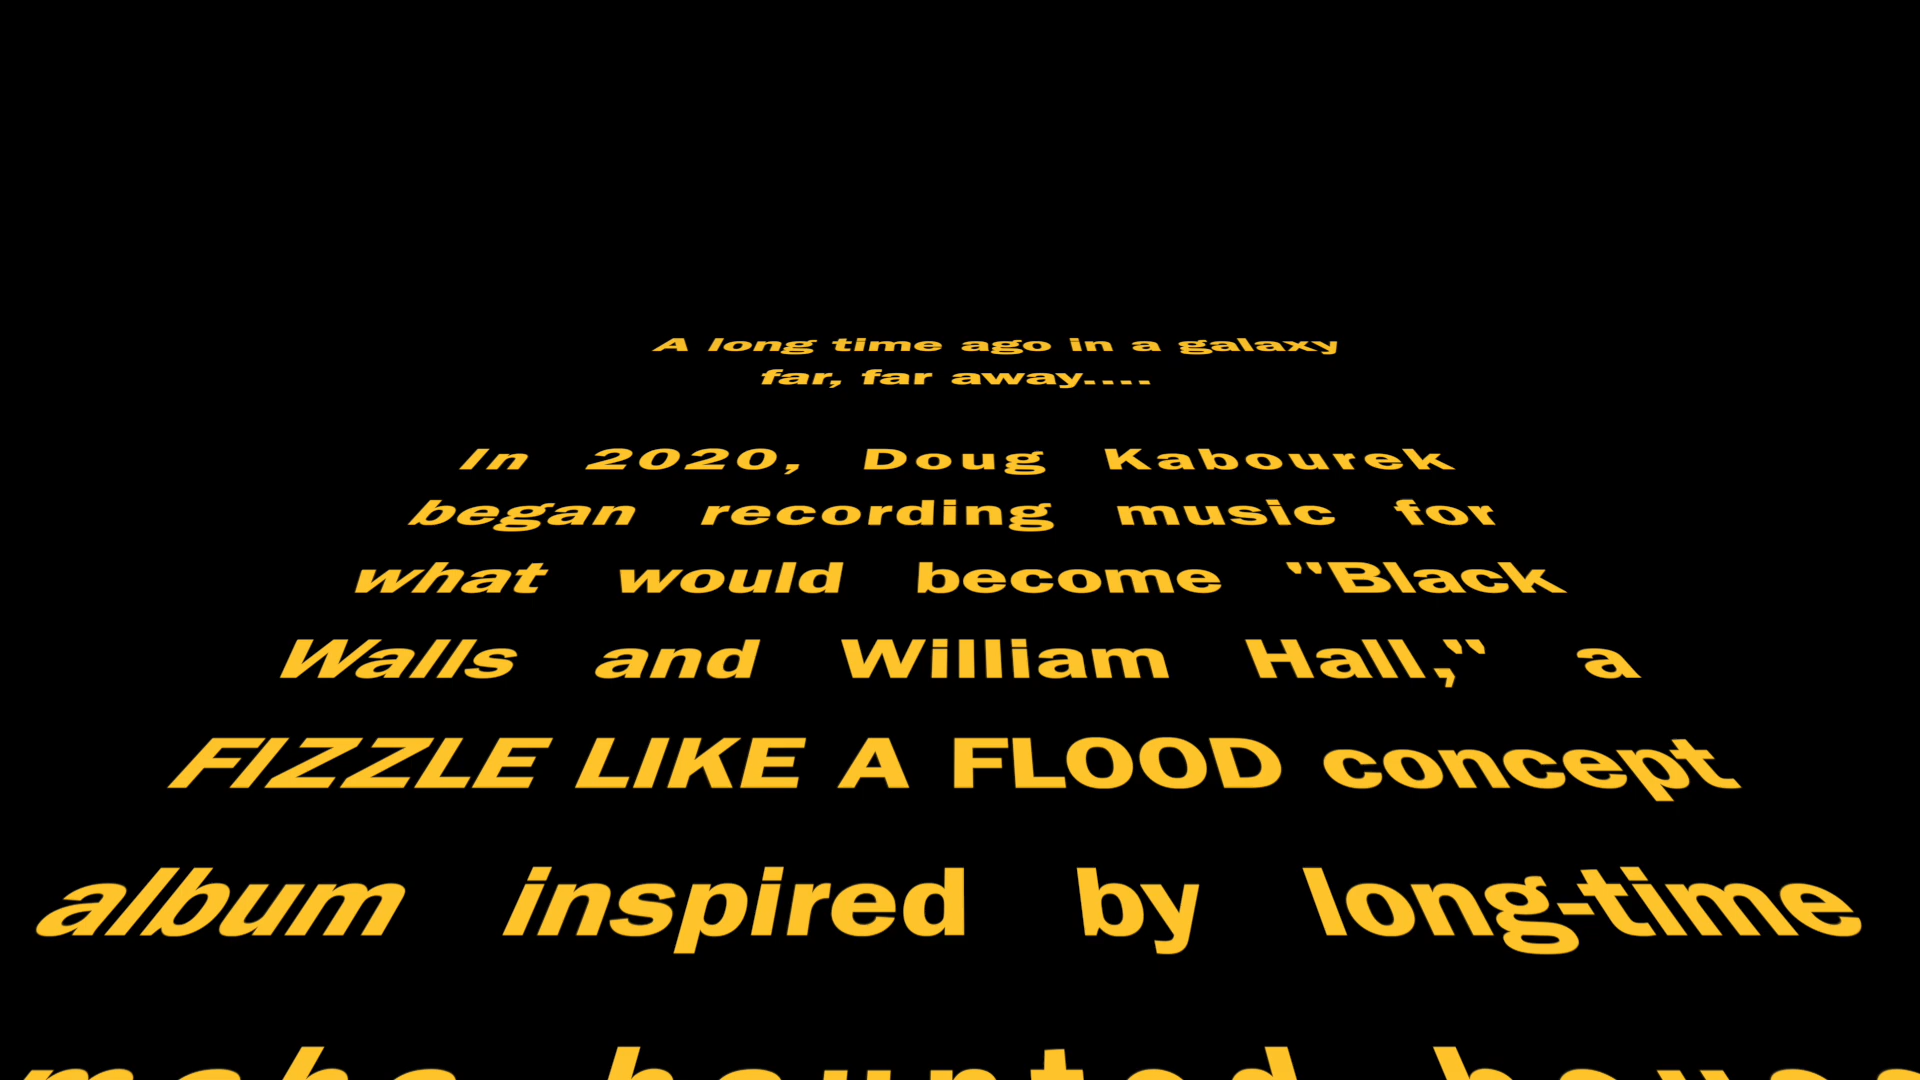 A long time ago in a galaxy
far, far away....
In 2020, Doug Kabourek
began recording music for
what would become "Black
Walls and William Hall," a
FIZZLE LIKE A FLOOD concept
album inspired by long-time
haunted